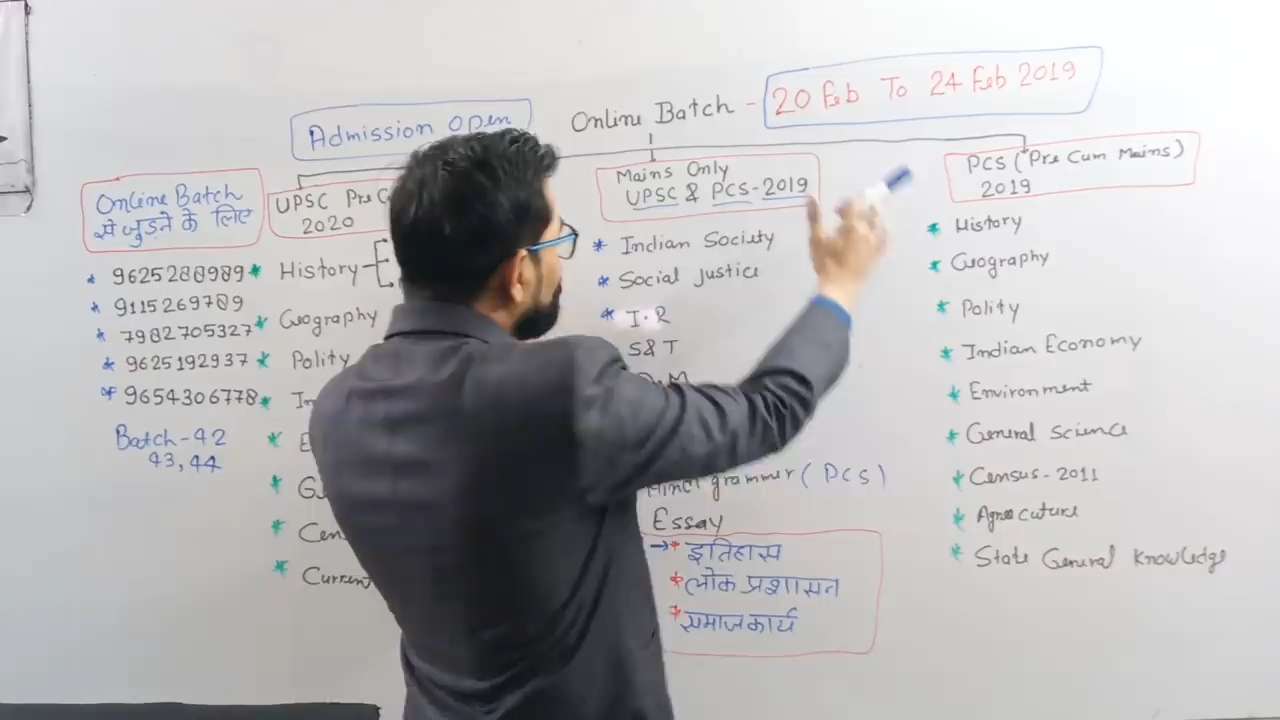 Admission open
Online Batch - 20 Feb To 24 Feb 2019
Online Batch
से जुड़ने के लिए
* 9625288989
* 9115269789
* 7982705327
* 9625192937
* 9654306778
Batch-42
43,44
UPSC Pre
2020
* History
* Geography
* Polity
*
*
*
*
* Current
Mains Only
UPSC & PCS-2019
* Indian Society
* Social justice
* I.R
S&T
grammer (PCS)
Essay
→* इतिहास
* लोक प्रशासन
* समाजकार्य
PCS (Pre Cum Mains)
2019
* History
* Geography
* Polity
* Indian Economy
* Environment
* General science
* Census-2011
* Agreecuture
* State General Knowledge